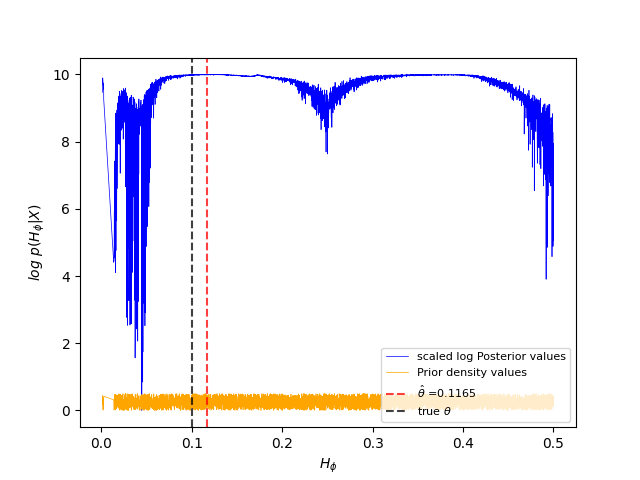 10
8
6
4
2
0
log p(H_ϕ|X)
scaled log Posterior values
Prior density values
θ̂ =0.1165
true θ
0.0 0.1 0.2 0.3 0.4 0.5
H_ϕ